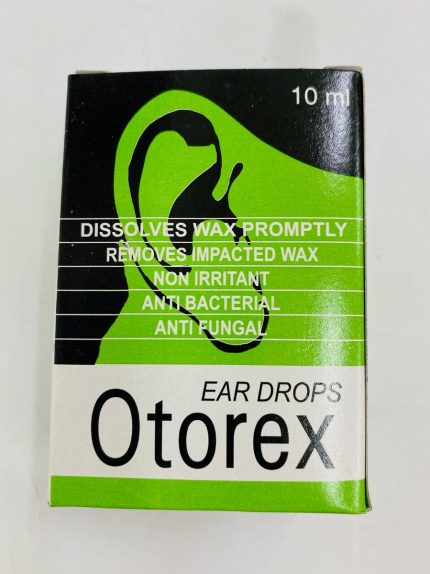 10 ml
DISSOLVES WAX PROMPTLY
REMOVES IMPACTED WAX
NON IRRITANT
ANTI BACTERIAL
ANTI FUNGAL
EAR DROPS
Otorex